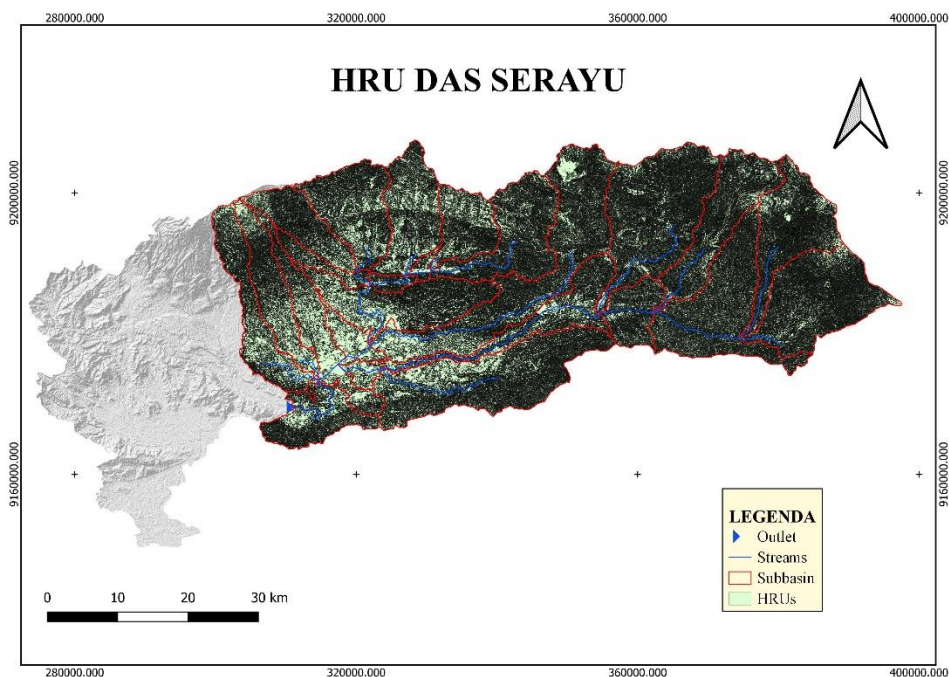 280000.000 320000.000 360000.000 400000.000
HRU DAS SERAYU
9200000.000 9200000.000
9160000.000 9160000.000
LEGENDA
Outlet
Streams
Subbasin
HRUs
0 10 20 30 km
280000.000 320000.000 360000.000 400000.000